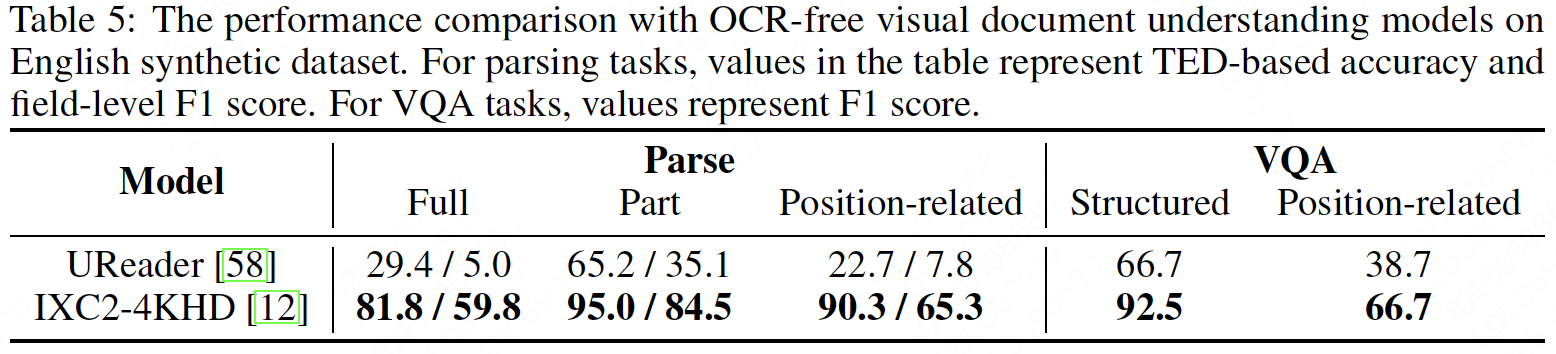 Table 5: The performance comparison with OCR-free visual document understanding models on
English synthetic dataset. For parsing tasks, values in the table represent TED-based accuracy and
field-level F1 score. For VQA tasks, values represent F1 score.
Model Parse VQA
Full Part Position-related Structured Position-related
UReader [58] 29.4 / 5.0 65.2 / 35.1 22.7 / 7.8 66.7 38.7
IXC2-4KHD [12] 81.8 / 59.8 95.0 / 84.5 90.3 / 65.3 92.5 66.7